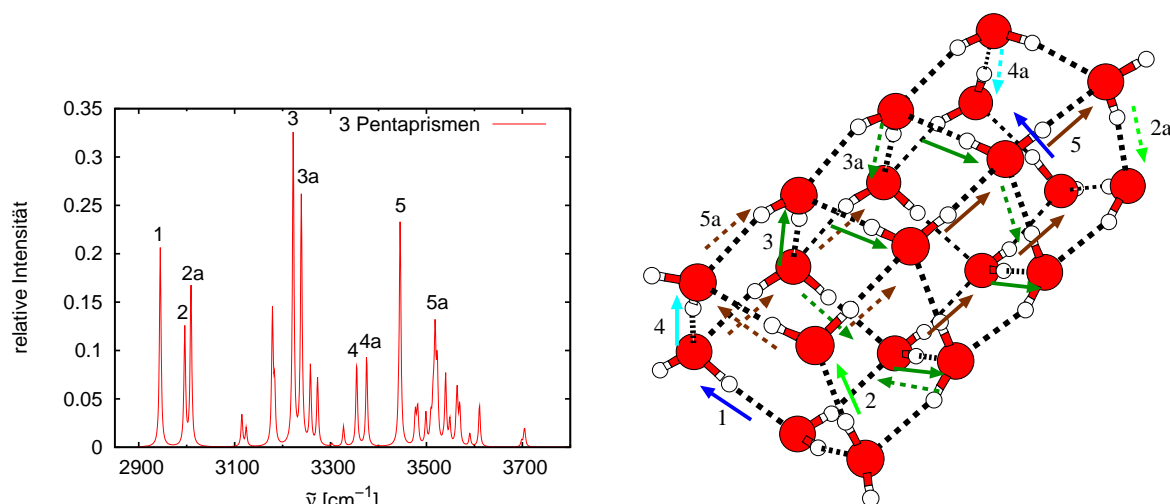 0.35
0.3
0.25
0.2
0.15
0.1
0.05
0
2900
3100
3300
3500
3700
relative Intensität
ν̃ [cm⁻¹]
3 Pentaprismen
1
2
2a
3
3a
4
4a
5
5a
4a
2a
5
3a
5a
3
4
2
1